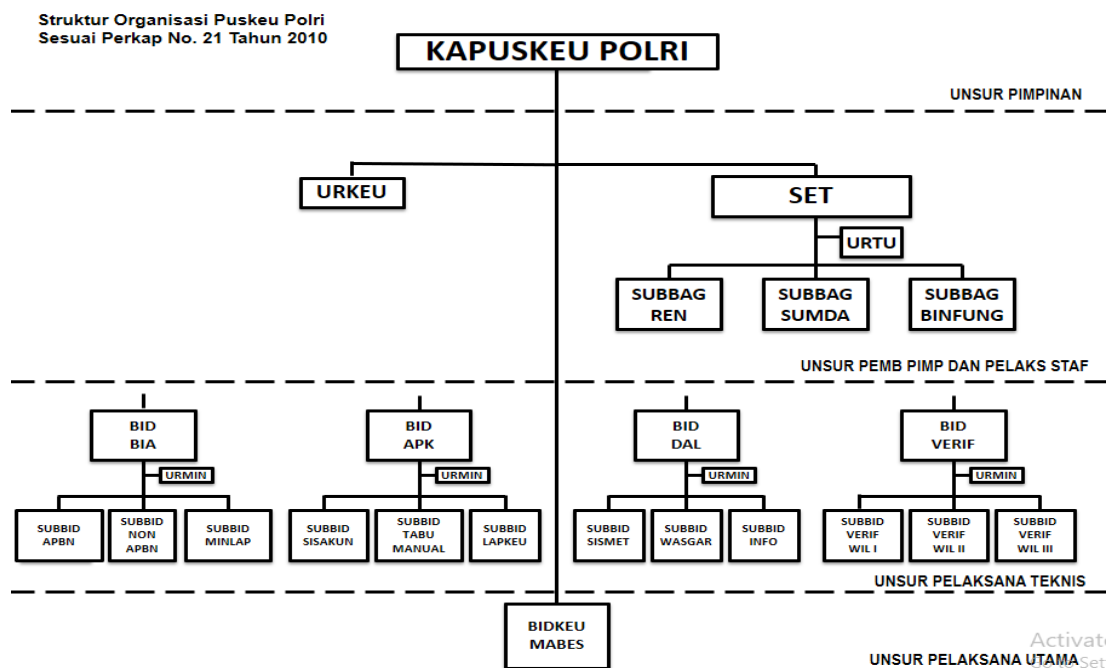 Struktur Organisasi Puskeu Polri
Sesuai Perkap No. 21 Tahun 2010
KAPUSKEU POLRI
UNSUR PIMPINAN
URKEU
SET
URTU
SUBBAG
REN
SUBBAG
SUMDA
SUBBAG
BINFUNG
UNSUR PEMB PIMP DAN PELAKS STAF
BID
BIA
BID
APK
BID
DAL
BID
VERIF
URMIN
URMIN
URMIN
URMIN
SUBBID
APBN
SUBBID
NON
APBN
SUBBID
MINLAP
SUBBID
SISAKUN
SUBBID
TABU
MANUAL
SUBBID
LAPKEU
SUBBID
SISMET
SUBBID
WASGAR
SUBBID
INFO
SUBBID
VERIF
WIL I
SUBBID
VERIF
WIL II
SUBBID
VERIF
WIL III
UNSUR PELAKSANA TEKNIS
BIDKEU
MABES
Activate
UNSUR PELAKSANA UTAMA